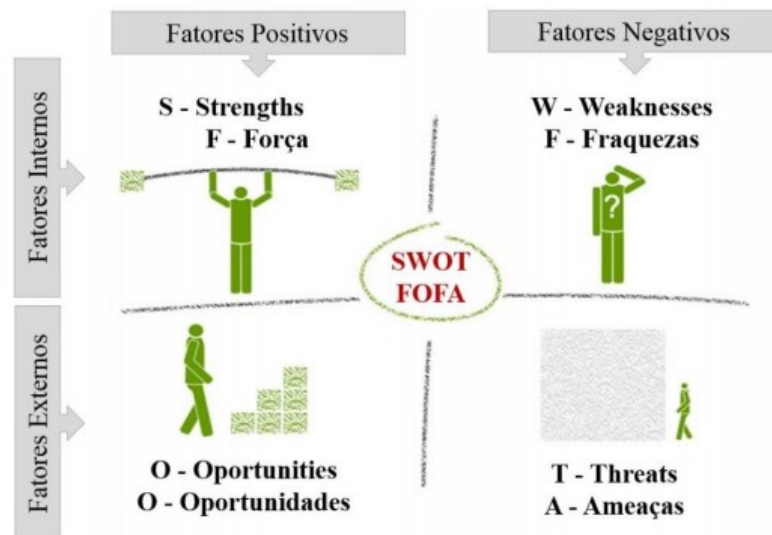 Fatores Positivos
Fatores Negativos
Fatores Internos
S - Strengths
F - Força
W - Weaknesses
F - Fraquezas
?
SWOT
FOFA
Fatores Externos
O - Oportunities
O - Oportunidades
T - Threats
A - Ameaças